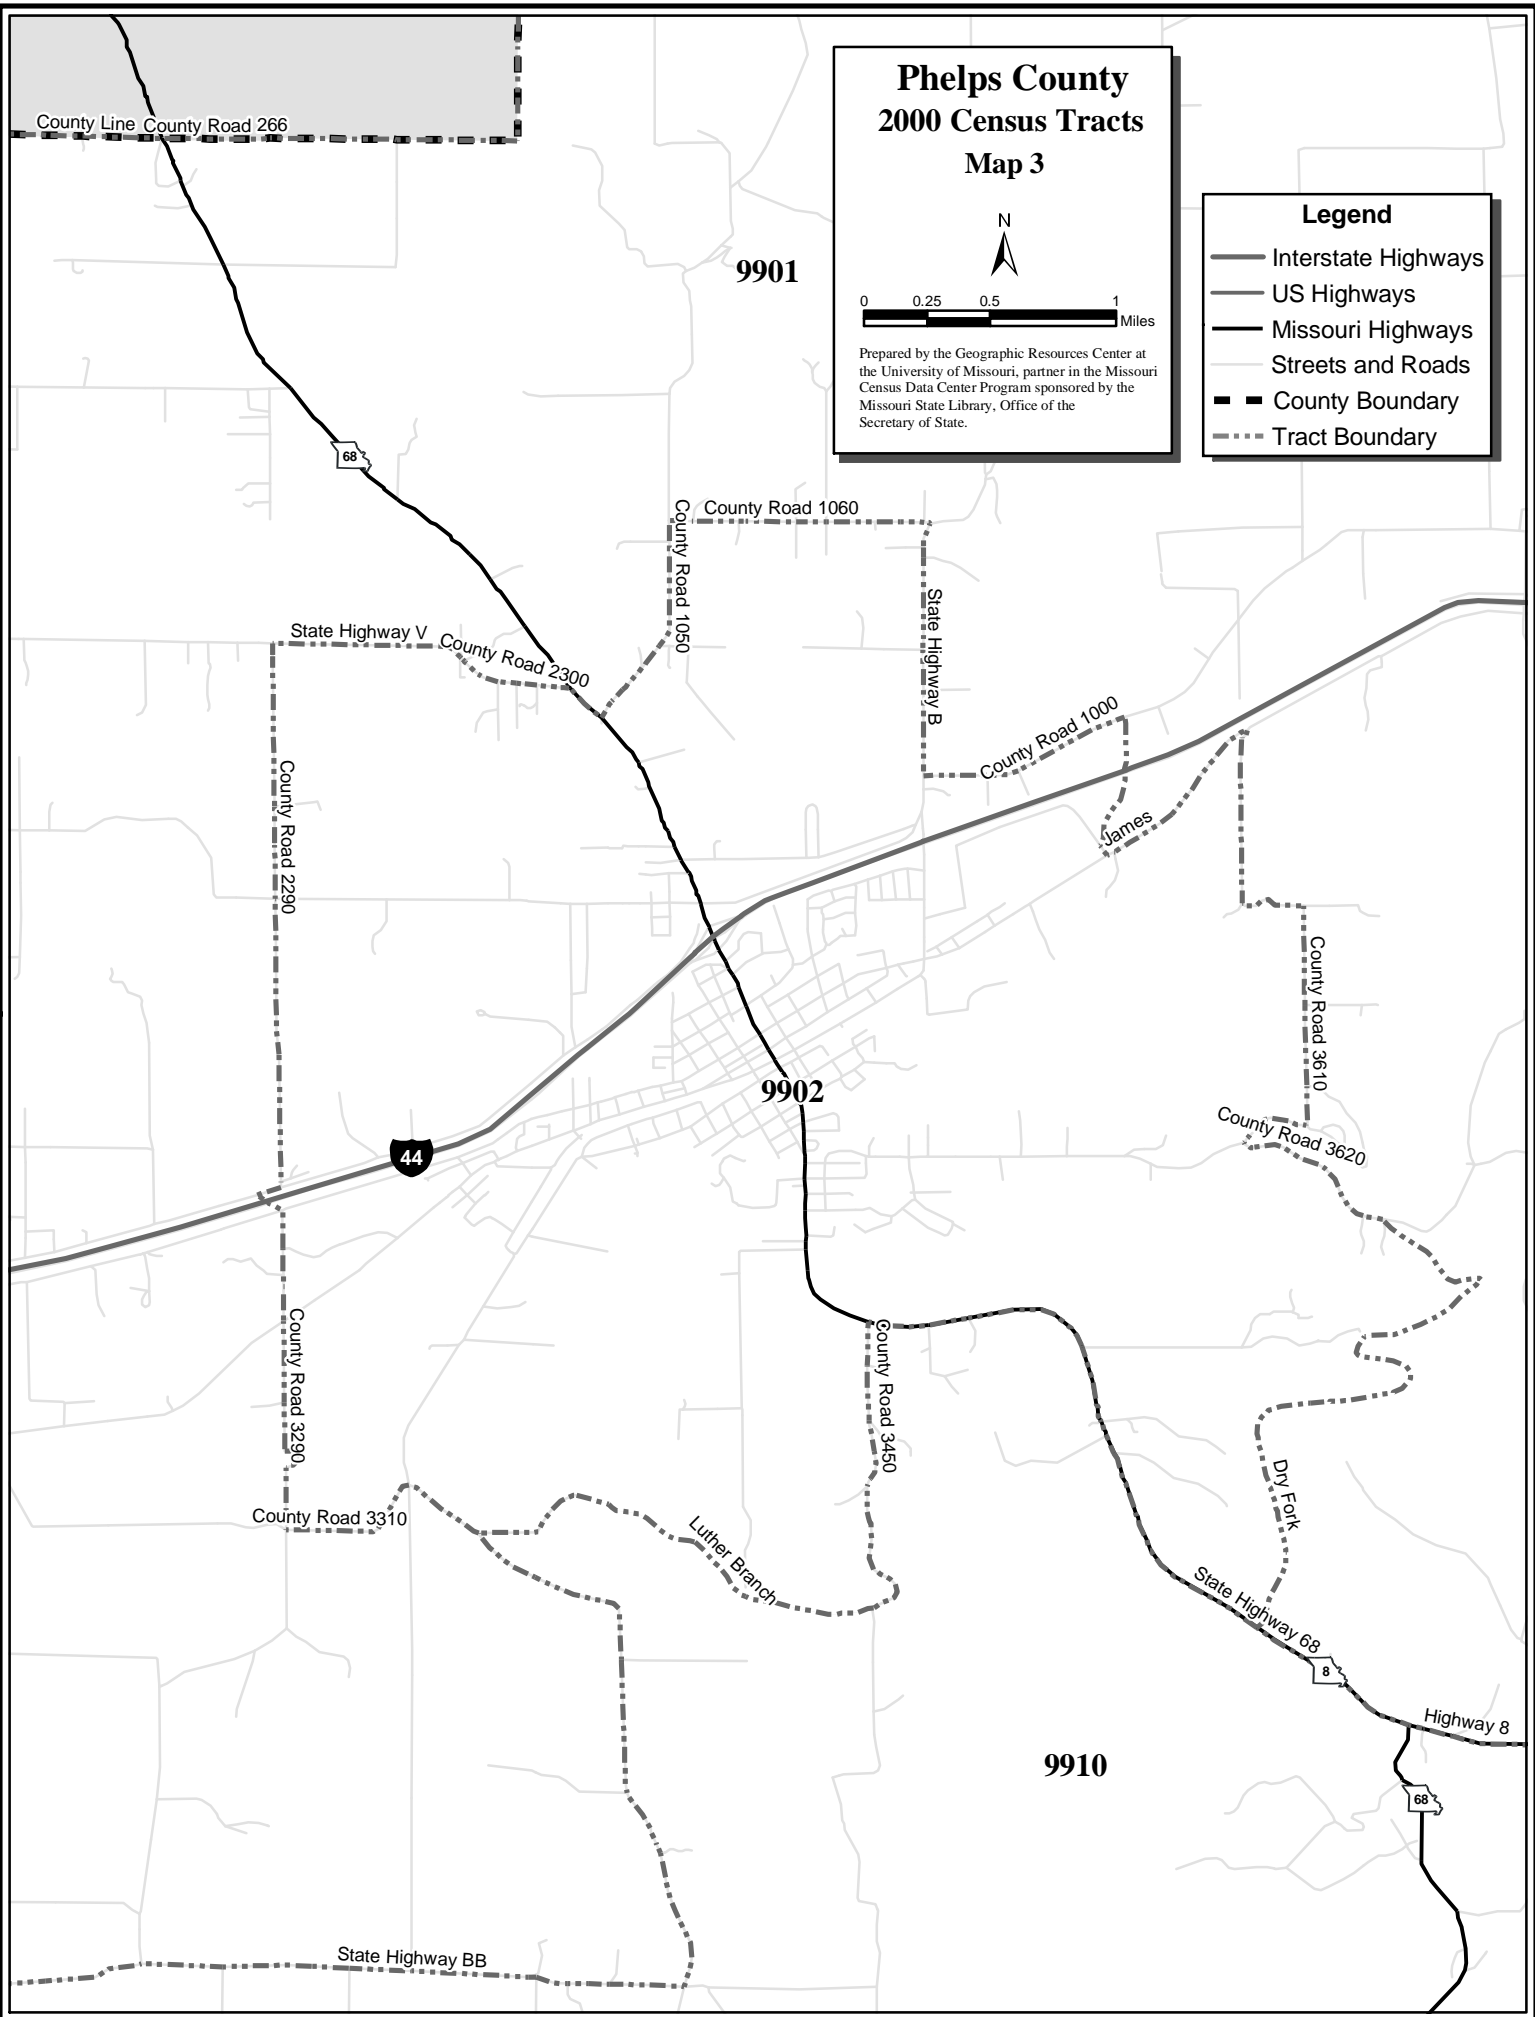 Phelps County
2000 Census Tracts
Map 3
N
0 0.25 0.5 1
Miles
Prepared by the Geographic Resources Center at
the University of Missouri, partner in the Missouri
Census Data Center Program sponsored by the
Missouri State Library, Office of the
Secretary of State.
Legend
Interstate Highways
US Highways
Missouri Highways
Streets and Roads
County Boundary
Tract Boundary
County Line County Road 266
9901
68
County Road 1060
County Road 1050
State Highway V
County Road 2300
State Highway B
County Road 1000
James
County Road 2290
County Road 3610
9902
County Road 3620
44
County Road 3290
County Road 3450
County Road 3310
Luther Branch
Dry Fork
State Highway 68
8
Highway 8
9910
68
State Highway BB